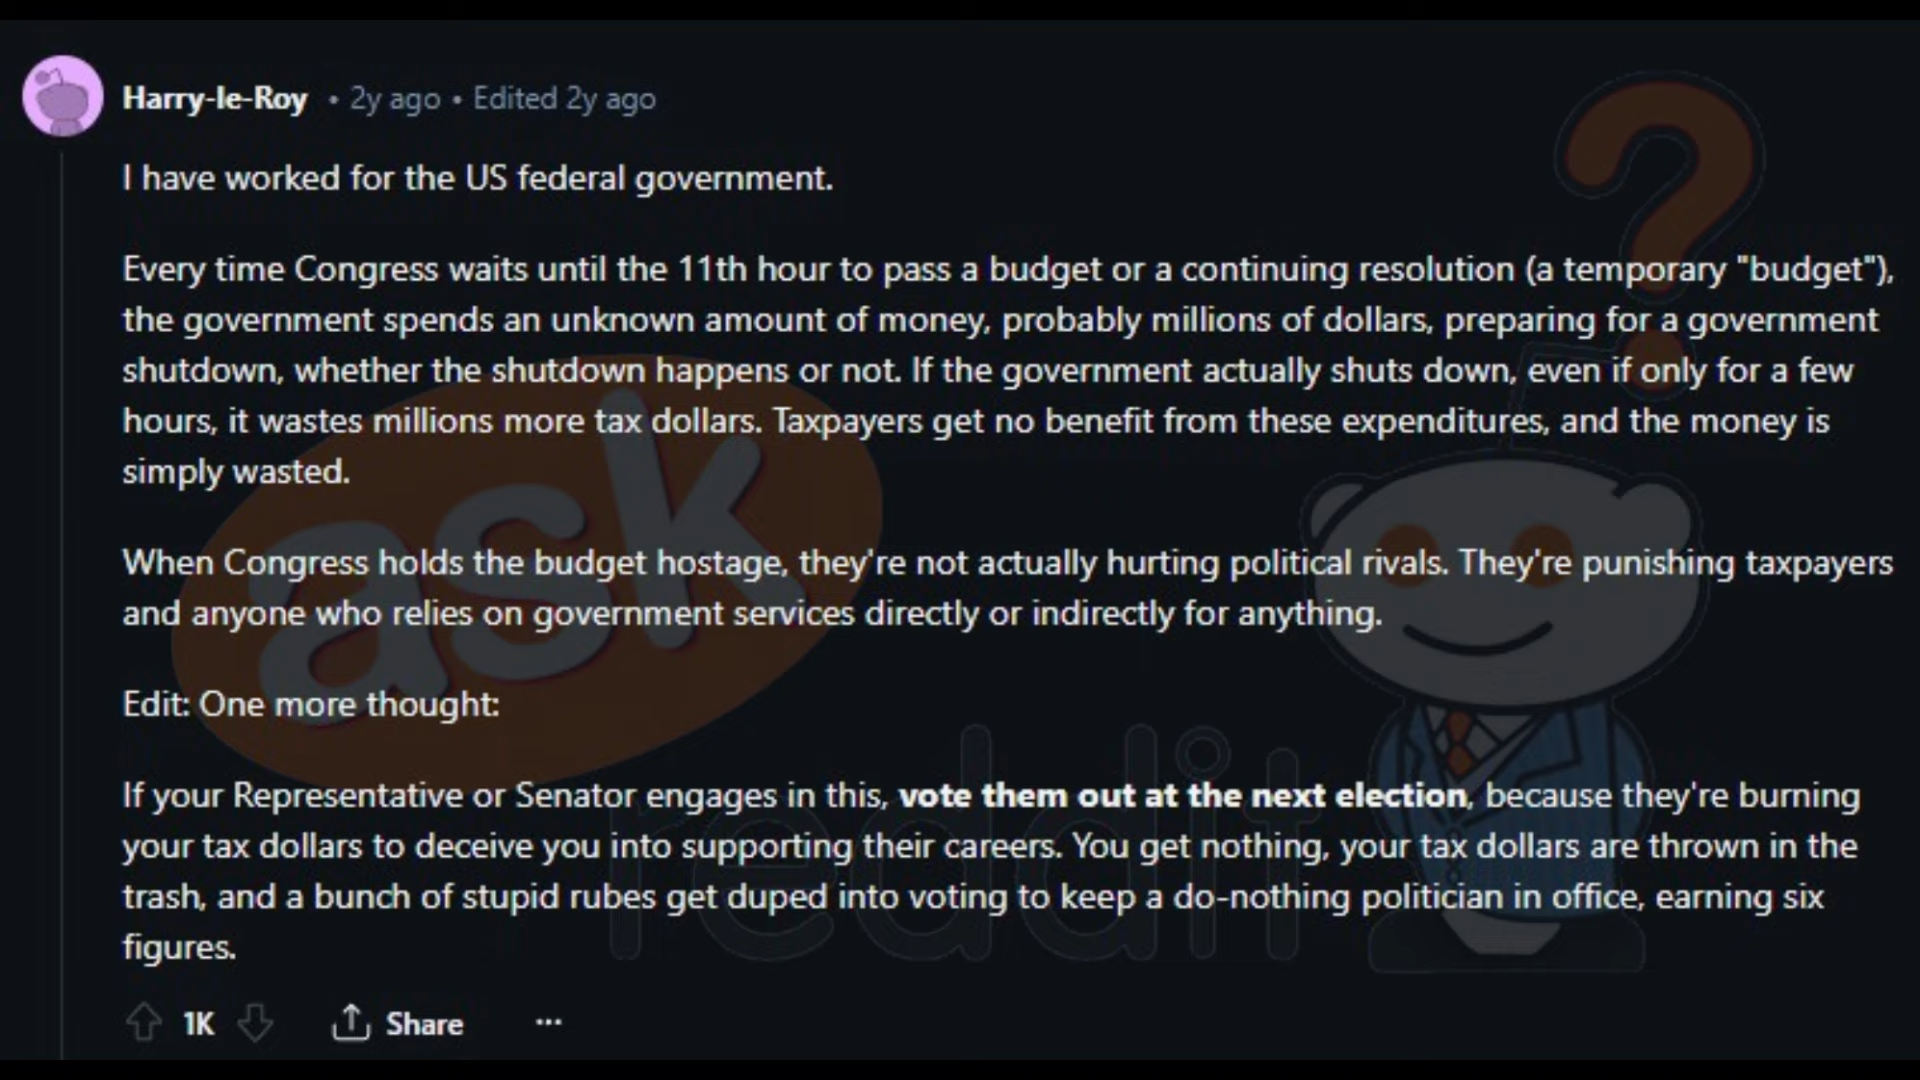 Harry-le-Roy • 2y ago • Edited 2y ago
I have worked for the US federal government.
Every time Congress waits until the 11th hour to pass a budget or a continuing resolution (a temporary "budget"),
the government spends an unknown amount of money, probably millions of dollars, preparing for a government
shutdown, whether the shutdown happens or not. If the government actually shuts down, even if only for a few
hours, it wastes millions more tax dollars. Taxpayers get no benefit from these expenditures, and the money is
simply wasted.
When Congress holds the budget hostage, they're not actually hurting political rivals. They're punishing taxpayers
and anyone who relies on government services directly or indirectly for anything.
Edit: One more thought:
If your Representative or Senator engages in this, vote them out at the next election, because they're burning
your tax dollars to deceive you into supporting their careers. You get nothing, your tax dollars are thrown in the
trash, and a bunch of stupid rubes get duped into voting to keep a do-nothing politician in office, earning six
figures.
1K Share ...
ask
reddit